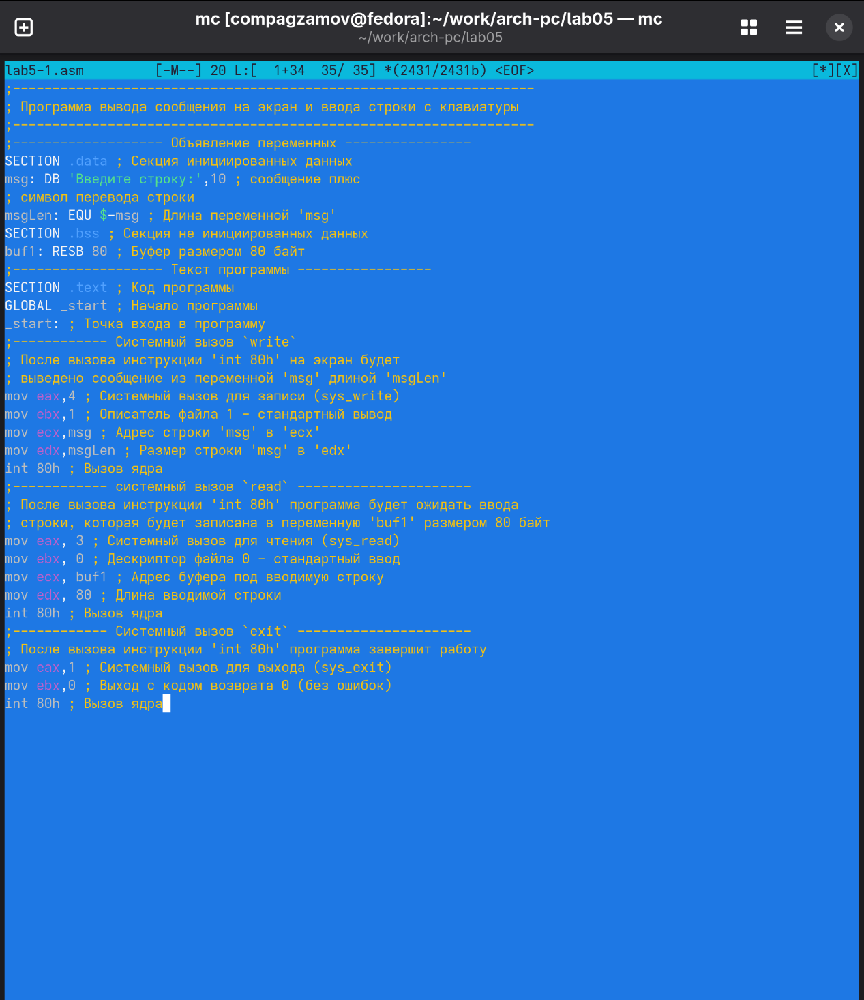 mc [compagzamov@fedora]:~/work/arch-pc/lab05 — mc
~/work/arch-pc/lab05
lab5-1.asm         [-M--] 20 L:[  1+34  35/ 35] *(2431/2431b) <EOF>                                   [*][X]
;------------------------------------------------------------------
; Программа вывода сообщения на экран и ввода строки с клавиатуры
;------------------------------------------------------------------
;------------------- Объявление переменных ----------------
SECTION .data ; Секция инициированных данных
msg: DB 'Введите строку:',10 ; сообщение плюс
; символ перевода строки
msgLen: EQU $-msg ; Длина переменной 'msg'
SECTION .bss ; Секция не инициированных данных
buf1: RESB 80 ; Буфер размером 80 байт
;------------------- Текст программы -----------------
SECTION .text ; Код программы
GLOBAL _start ; Начало программы
_start: ; Точка входа в программу
;------------ Системный вызов `write`
; После вызова инструкции 'int 80h' на экран будет
; выведено сообщение из переменной 'msg' длиной 'msgLen'
mov eax,4 ; Системный вызов для записи (sys_write)
mov ebx,1 ; Описатель файла 1 - стандартный вывод
mov ecx,msg ; Адрес строки 'msg' в 'ecx'
mov edx,msgLen ; Размер строки 'msg' в 'edx'
int 80h ; Вызов ядра
;------------ системный вызов `read` ----------------------
; После вызова инструкции 'int 80h' программа будет ожидать ввода
; строки, которая будет записана в переменную 'buf1' размером 80 байт
mov eax, 3 ; Системный вызов для чтения (sys_read)
mov ebx, 0 ; Дескриптор файла 0 - стандартный ввод
mov ecx, buf1 ; Адрес буфера под вводимую строку
mov edx, 80 ; Длина вводимой строки
int 80h ; Вызов ядра
;------------ Системный вызов `exit` ----------------------
; После вызова инструкции 'int 80h' программа завершит работу
mov eax,1 ; Системный вызов для выхода (sys_exit)
mov ebx,0 ; Выход с кодом возврата 0 (без ошибок)
int 80h ; Вызов ядра